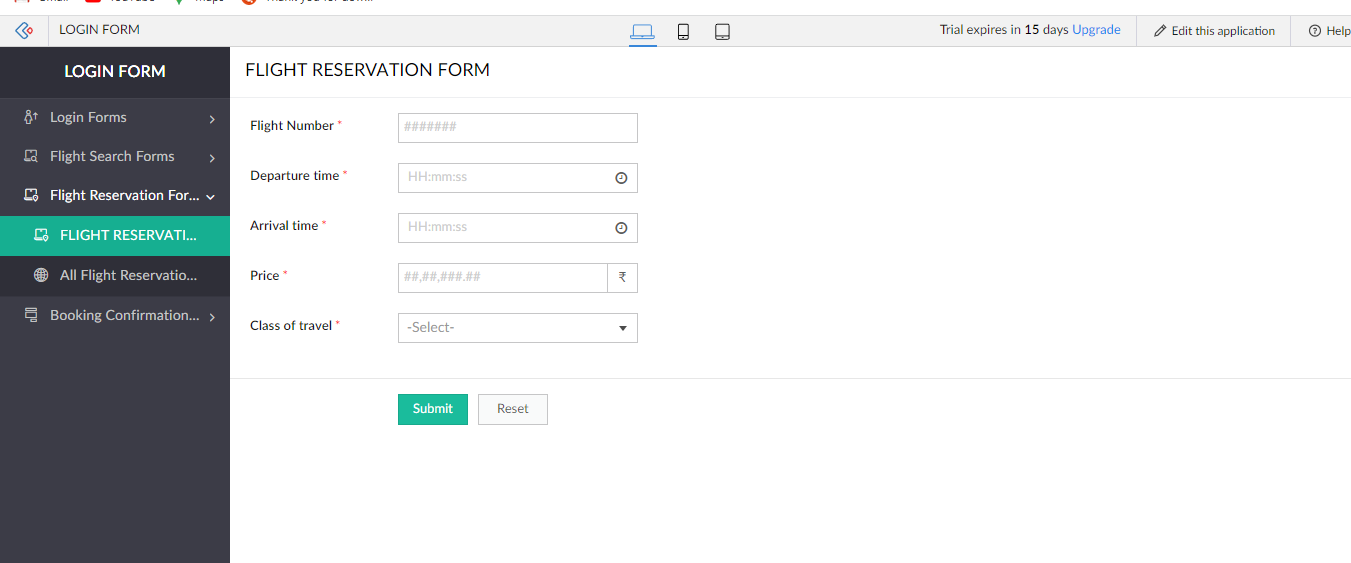 LOGIN FORM
Trial expires in 15 days Upgrade
Edit this application
Help
LOGIN FORM
Login Forms
Flight Search Forms
Flight Reservation For...
FLIGHT RESERVATI...
All Flight Reservatio...
Booking Confirmation...
FLIGHT RESERVATION FORM
Flight Number *
#######
Departure time *
HH:mm:ss
Arrival time *
HH:mm:ss
Price *
##,##,###.## ₹
Class of travel *
-Select-
Submit
Reset